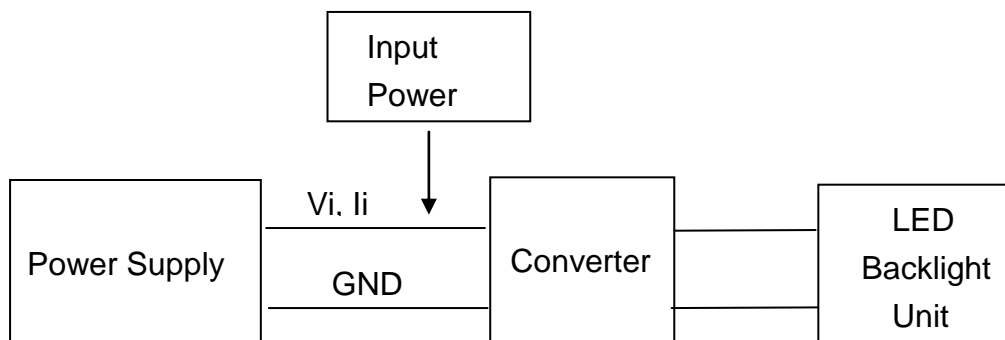 Input
Power
Vi, Ii
Power Supply
GND
Converter
LED
Backlight
Unit